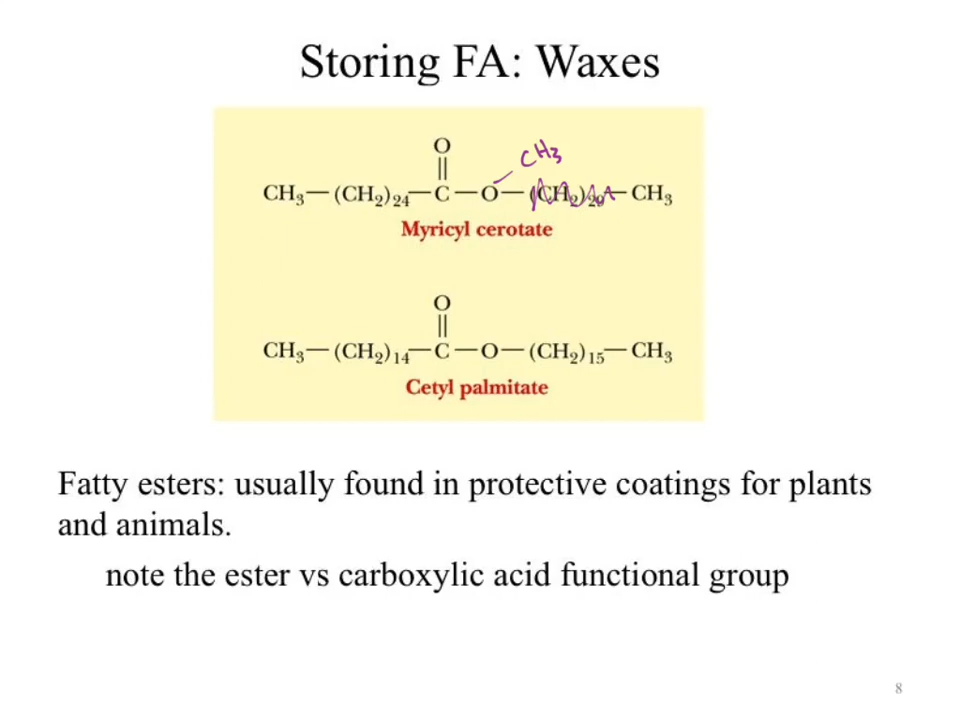 Storing FA: Waxes
O
CH3
CH₃—(CH₂)₂₄—C—O—(CH₂)₂₉—CH₃
Myricyl cerotate
O
CH₃—(CH₂)₁₄—C—O—(CH₂)₁₅—CH₃
Cetyl palmitate
Fatty esters: usually found in protective coatings for plants
and animals.
note the ester vs carboxylic acid functional group
8